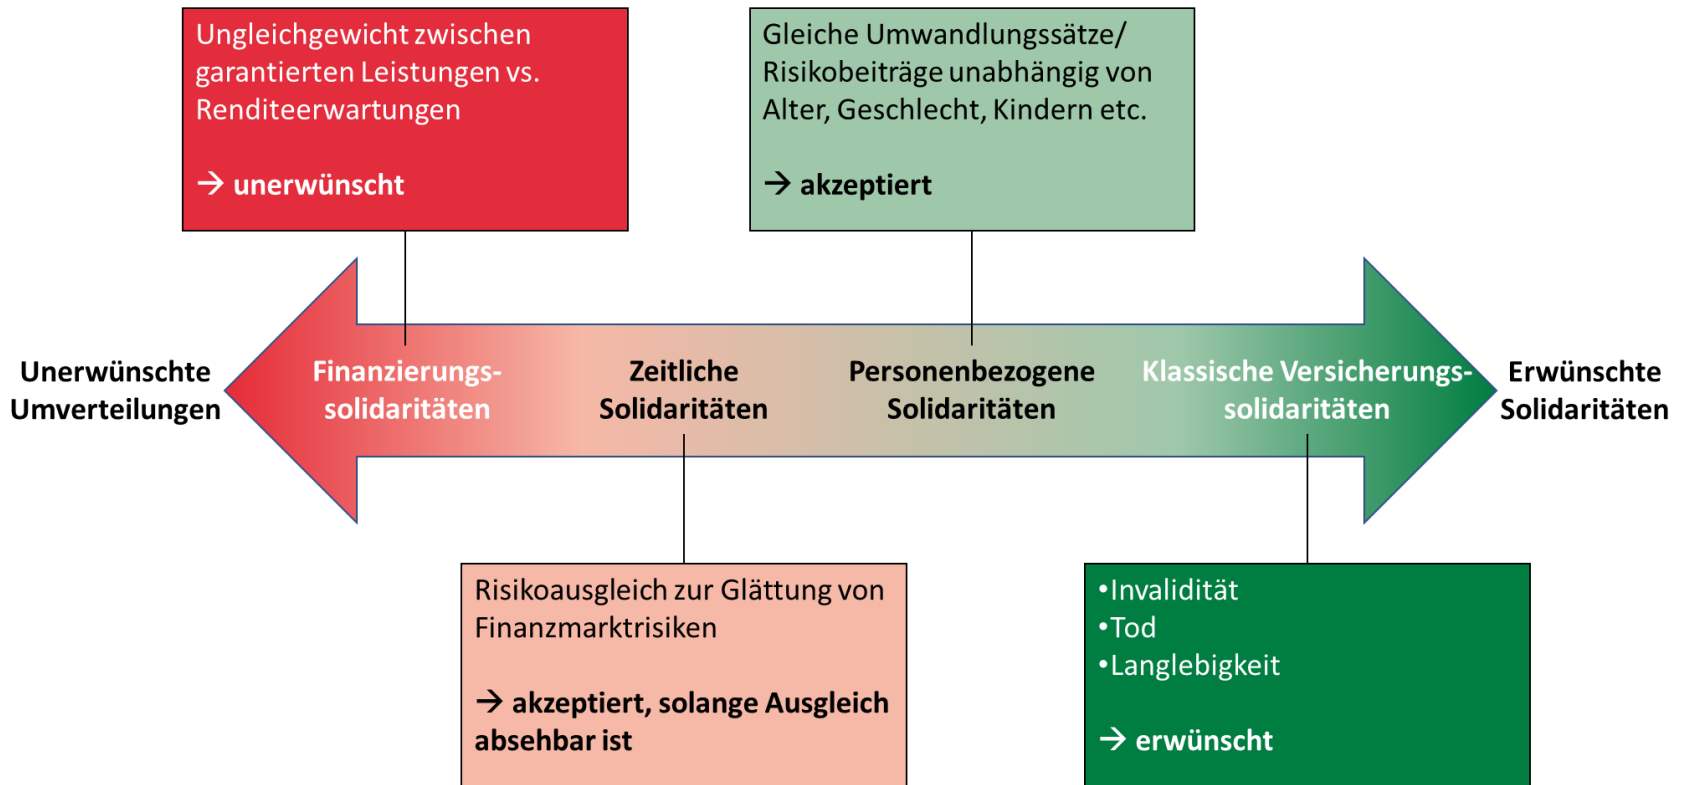 Ungleichgewicht zwischen
garantierten Leistungen vs.
Renditeerwartungen
→ unerwünscht
Gleiche Umwandlungssätze/
Risikobeiträge unabhängig von
Alter, Geschlecht, Kindern etc.
→ akzeptiert
Unerwünschte
Umverteilungen
Finanzierungs-
solidaritäten
Zeitliche
Solidaritäten
Personenbezogene
Solidaritäten
Klassische Versicherungs-
solidaritäten
Erwünschte
Solidaritäten
Risikoausgleich zur Glättung von
Finanzmarktrisiken
→ akzeptiert, solange Ausgleich
absehbar ist
•Invalidität
•Tod
•Langlebigkeit
→ erwünscht